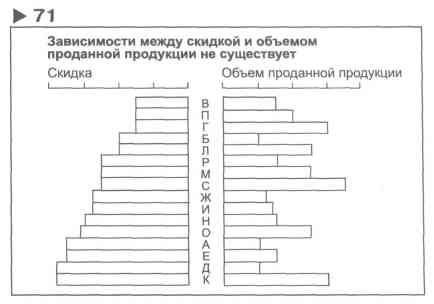 ▶ 71
Зависимости между скидкой и объемом
проданной продукции не существует
Скидка
Объем проданной продукции
В
П
Г
Б
Л
Р
М
С
Ж
И
Н
О
А
Е
Д
К